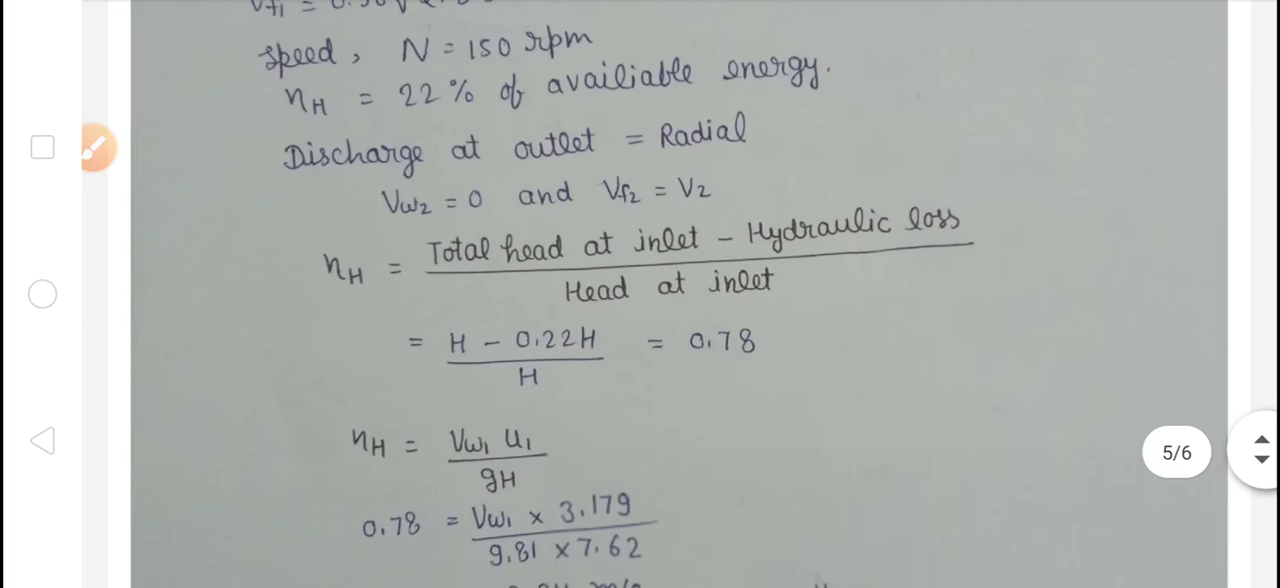 speed, N = 150 rpm
ηH = 22% of availiable energy.
Discharge at outlet = Radial
Vw2 = 0 and Vf2 = V2
ηH = Total head at inlet - Hydraulic loss
Head at inlet
= H - 0.22H = 0.78
H
ηH = Vw1 u1
gH
0.78 = Vw1 x 3.179
9.81 x 7.62
5/6